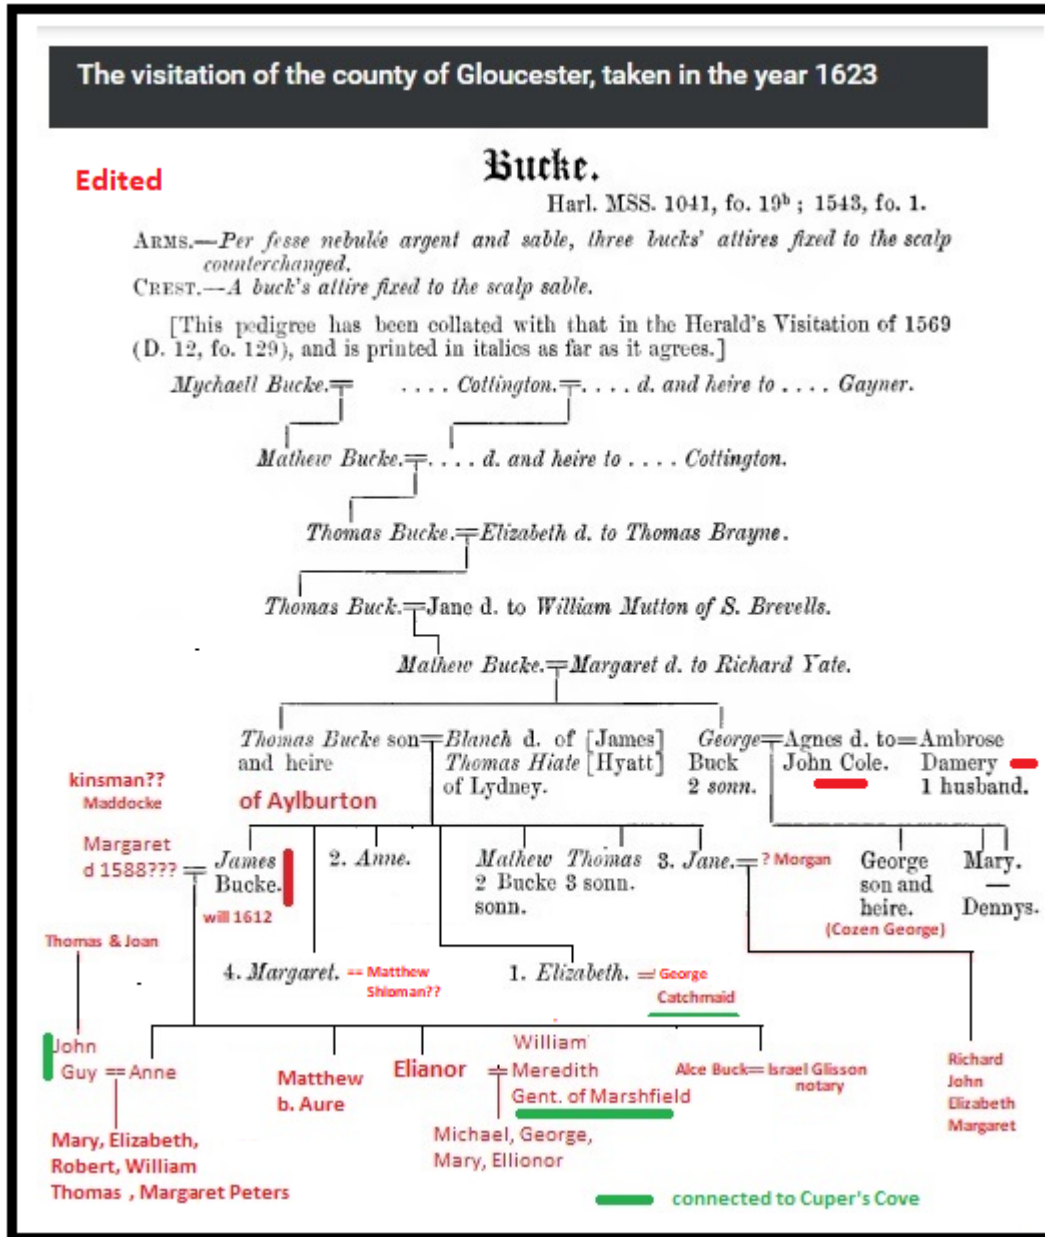 The visitation of the county of Gloucester, taken in the year 1623
Edited
Bucke.
Harl. MSS. 1041, fo. 19ᵇ ; 1543, fo. 1.
ARMS.—Per fesse nebulée argent and sable, three bucks' attires fixed to the scalp
counterchanged.
CREST.—A buck's attire fixed to the scalp sable.
[This pedigree has been collated with that in the Herald's Visitation of 1569
(D. 12, fo. 129), and is printed in italics as far as it agrees.]
Mychaell Bucke.= .... Cottington.=.... d. and heire to .... Gayner.
Mathew Bucke.=.... d. and heire to .... Cottington.
Thomas Bucke.=Elizabeth d. to Thomas Brayne.
Thomas Buck.=Jane d. to William Mutton of S. Brevells.
Mathew Bucke.=Margaret d. to Richard Yate.
Thomas Bucke son=Blanch d. of [James] George=Agnes d. to=Ambrose
and heire Thomas Hiate [Hyatt] Buck John Cole. Damery
of Lydney. 2 sonn. 1 husband.
kinsman??
Maddocke
of Aylburton
Margaret
d 1588??? =
James
Bucke.
will 1612
2. Anne.
Mathew Thomas
2 Bucke 3 sonn.
sonn.
3. Jane.= ? Morgan
George
son and
heire.
(Cozen George)
Mary.
—
Dennys.
Thomas & Joan
4. Margaret. == Matthew
Shipman??
1. Elizabeth. = George
Catchmaid
John
Guy == Anne
Matthew
b. Aure
Elianor =
William
Meredith
Gent. of Marshfield
Alce Buck= Israel Glisson
notary
Richard
John
Elizabeth
Margaret
Mary, Elizabeth,
Robert, William
Thomas , Margaret Peters
Michael, George,
Mary, Ellionor
connected to Cuper's Cove